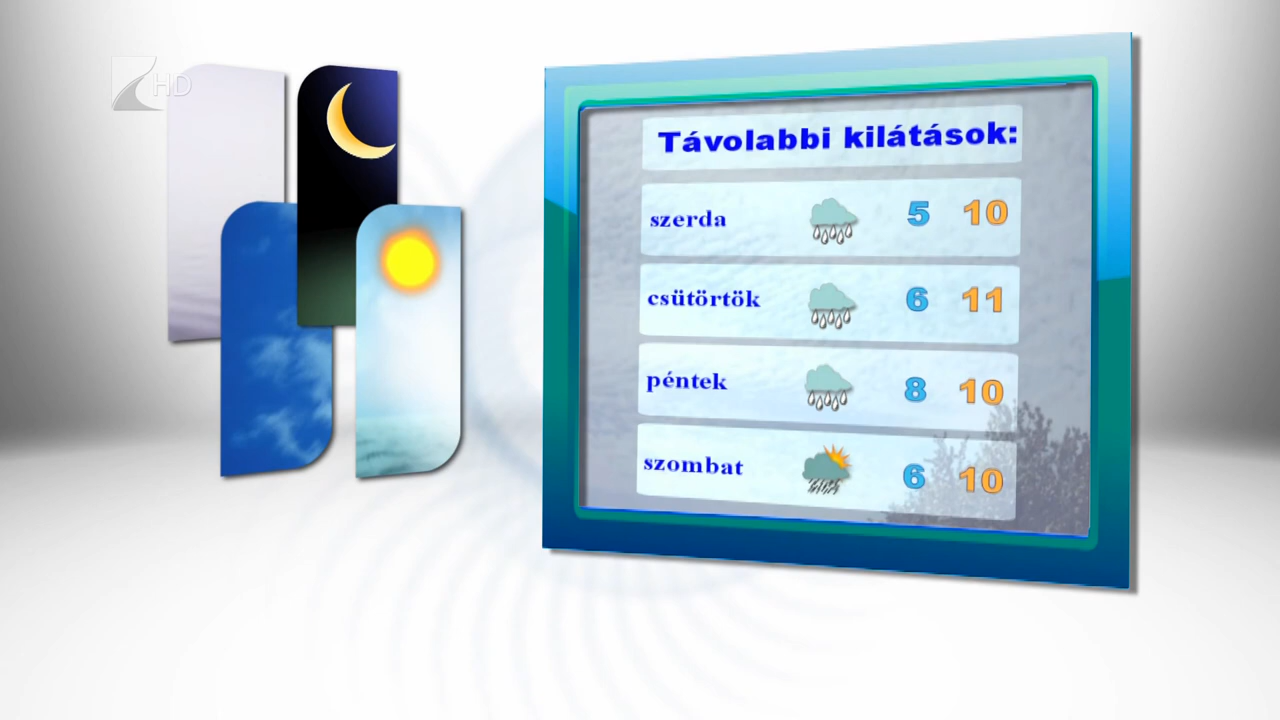 HD
Távolabbi kilátások:
szerda 5 10
csütörtök 6 11
péntek 8 10
szombat 6 10